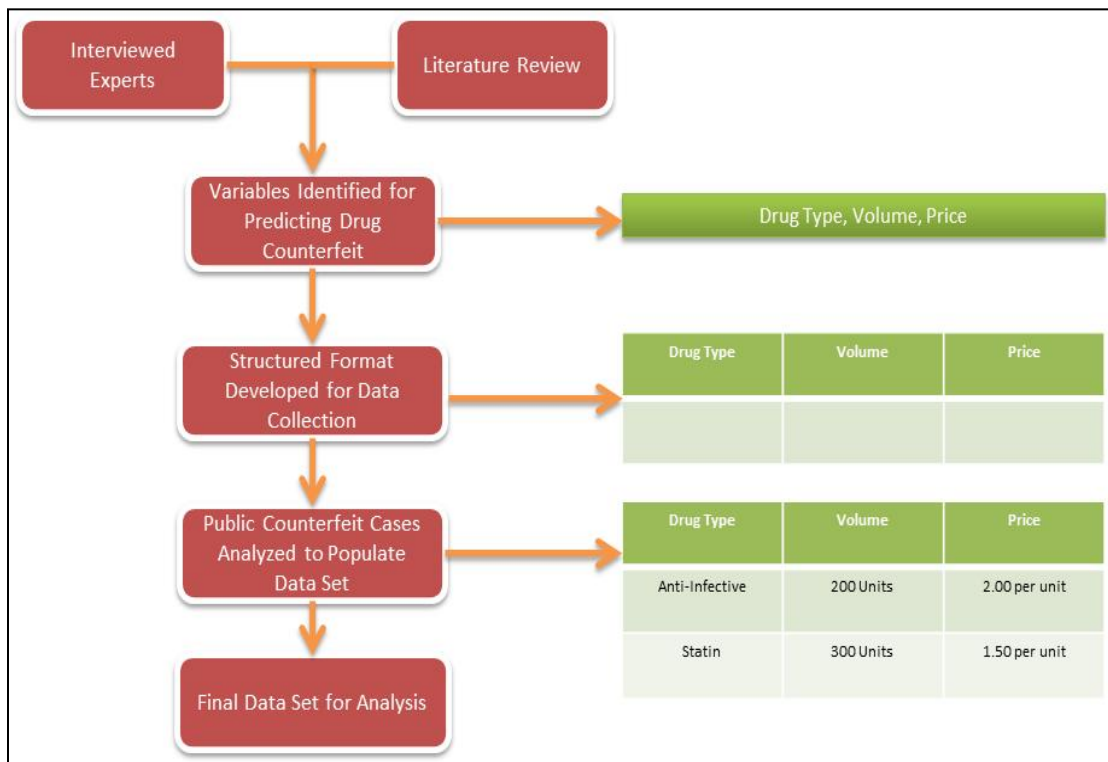 Interviewed
Experts
Literature Review
Variables Identified for
Predicting Drug
Counterfeit
Drug Type, Volume, Price
Structured Format
Developed for Data
Collection
Drug Type Volume Price
Public Counterfeit Cases
Analyzed to Populate
Data Set
Drug Type Volume Price
Anti-Infective 200 Units 2.00 per unit
Statin 300 Units 1.50 per unit
Final Data Set for Analysis